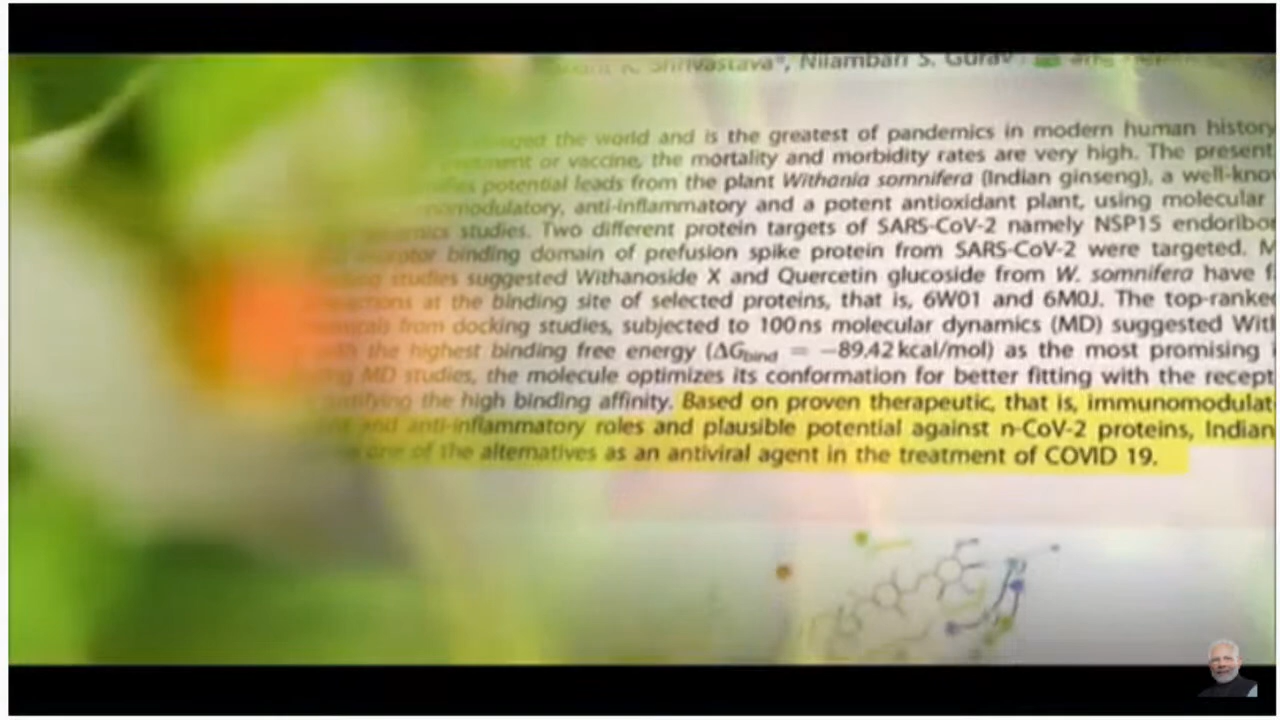 Shrivastava*, Nilambari S. Gurav
the world and is the greatest of pandemics in modern human history
or vaccine, the mortality and morbidity rates are very high. The present
potential leads from the plant Withania somnifera (Indian ginseng), a well-kno
anti-inflammatory and a potent antioxidant plant, using molecular
studies. Two different protein targets of SARS-CoV-2 namely NSP15 endoribo
binding domain of prefusion spike protein from SARS-CoV-2 were targeted. M
studies suggested Withanoside X and Quercetin glucoside from W. somnifera have f
at the binding site of selected proteins, that is, 6W01 and 6M0J. The top-ranke
from docking studies, subjected to 100 ns molecular dynamics (MD) suggested With
the highest binding free energy (ΔGbind = −89.42 kcal/mol) as the most promising i
MD studies, the molecule optimizes its conformation for better fitting with the recept
the high binding affinity. Based on proven therapeutic, that is, immunomodulat
and anti-inflammatory roles and plausible potential against n-CoV-2 proteins, Indian
one of the alternatives as an antiviral agent in the treatment of COVID 19.